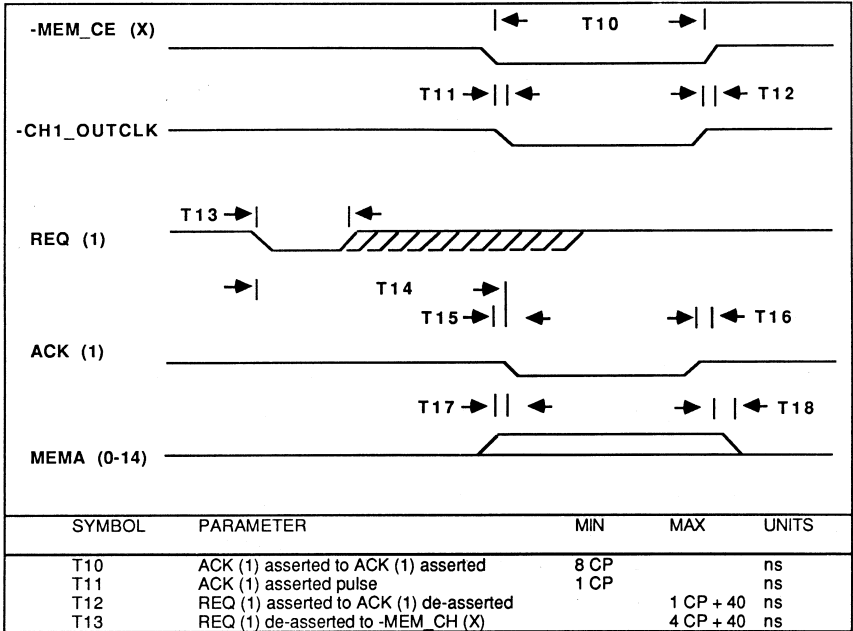 -MEM_CE (X)
T10
T11
T12
-CH1_OUTCLK
T13
REQ (1)
T14
T15
T16
ACK (1)
T17
T18
MEMA (0-14)
SYMBOL PARAMETER MIN MAX UNITS
T10 ACK (1) asserted to ACK (1) asserted 8 CP ns
T11 ACK (1) asserted pulse 1 CP ns
T12 REQ (1) asserted to ACK (1) de-asserted 1 CP + 40 ns
T13 REQ (1) de-asserted to -MEM_CH (X) 4 CP + 40 ns